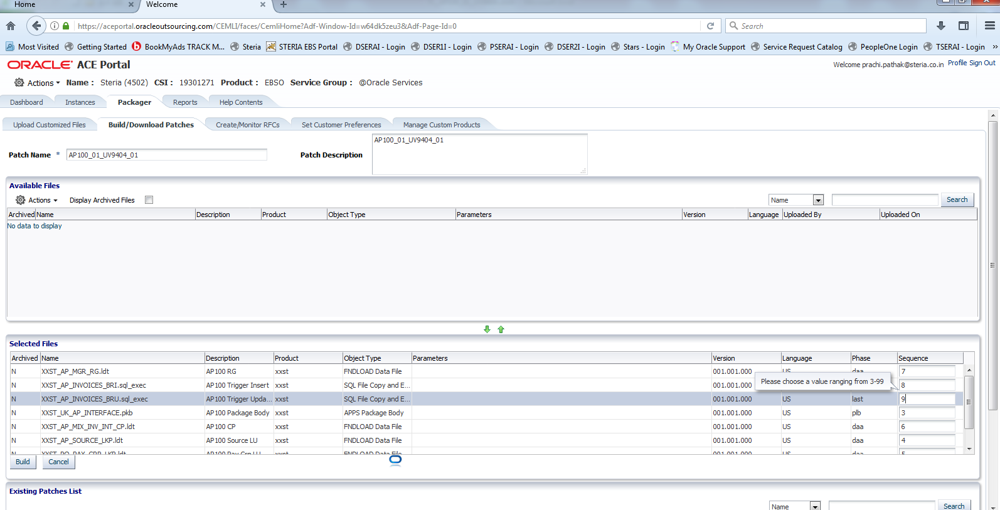 Home
Welcome
https://aceportal.oracleoutsourcing.com/CEMLI/faces/CemliHome?Adf-Window-Id=w64dk5zeu3&Adf-Page-Id=0
Search
Most Visited Getting Started BookMyAds TRACK M... Steria STERIA EBS Portal DSERAI - Login DSER1I - Login PSERAI - Login DSER2I - Login Stars - Login My Oracle Support Service Request Catalog PeopleOne Login TSERAI - Login »
ORACLE ACE Portal
Welcome prachi.pathak@steria.co.in Profile Sign Out
Actions Name : Steria (4502) CSI : 19301271 Product : EBSO Service Group : @Oracle Services
Dashboard Instances Packager Reports Help Contents
Upload Customized Files Build/Download Patches Create/Monitor RFCs Set Customer Preferences Manage Custom Products
Patch Name * AP100_01_UV9404_01 Patch Description AP100_01_UV9404_01
Available Files
Actions Display Archived Files Name Search
Archived Name Description Product Object Type Parameters Version Language Uploaded By Uploaded On
No data to display
Selected Files
Archived Name Description Product Object Type Parameters Version Language Phase Sequence
N XXST_AP_MGR_RG.ldt AP100 RG xxst FNDLOAD Data File 001.001.000 US daa 7
Please choose a value ranging from 3-99
N XXST_AP_INVOICES_BRI.sql_exec AP100 Trigger Insert xxst SQL File Copy and E... 001.001.000 8
N XXST_AP_INVOICES_BRU.sql_exec AP100 Trigger Upda... xxst SQL File Copy and E... 001.001.000 US last 9
N XXST_UK_AP_INTERFACE.pkb AP100 Package Body xxst APPS Package Body 001.001.000 US plb 3
N XXST_AP_MIX_INV_INT_CP.ldt AP100 CP xxst FNDLOAD Data File 001.001.000 US daa 6
N XXST_AP_SOURCE_LKP.ldt AP100 Source LU xxst FNDLOAD Data File 001.001.000 US daa 4
N XXST_PO_PAY_GRP_LKP.ldt AP100 Pay Grp LU xxst FNDLOAD Data File 001.001.000 US daa 5
Build Cancel
Existing Patches List
Name Search